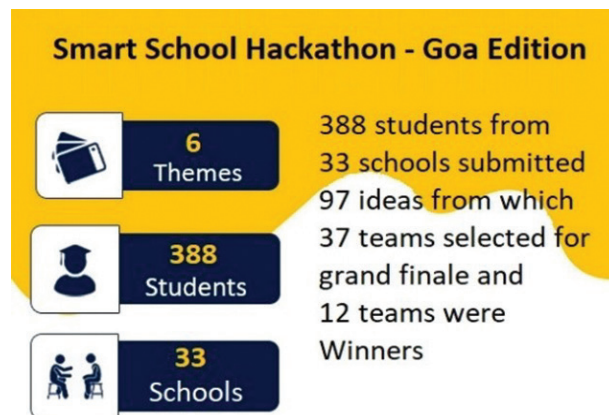 Smart School Hackathon - Goa Edition
6
Themes
388
Students
33
Schools
388 students from
33 schools submitted
97 ideas from which
37 teams selected for
grand finale and
12 teams were
Winners